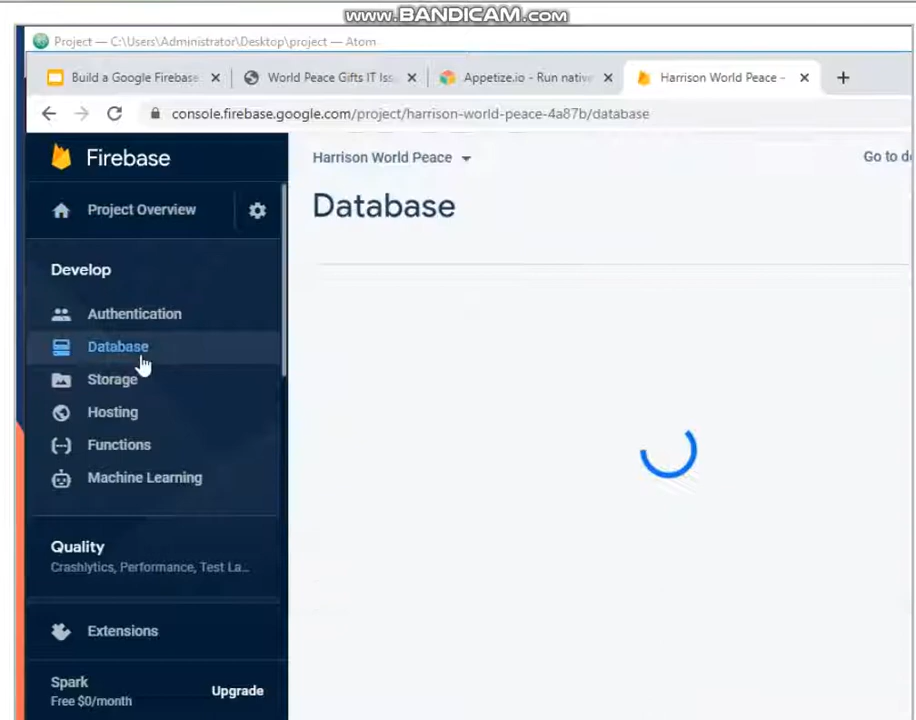 www.BANDICAM.com
Project — C:\Users\Administrator\Desktop\project — Atom
Build a Google Firebase
World Peace Gifts IT Iss
Appetize.io - Run native
Harrison World Peace –
console.firebase.google.com/project/harrison-world-peace-4a87b/database
Firebase
Harrison World Peace
Go to d
Project Overview
Database
Develop
Authentication
Database
Storage
Hosting
Functions
Machine Learning
Quality
Crashlytics, Performance, Test La...
Extensions
Spark
Free $0/month
Upgrade